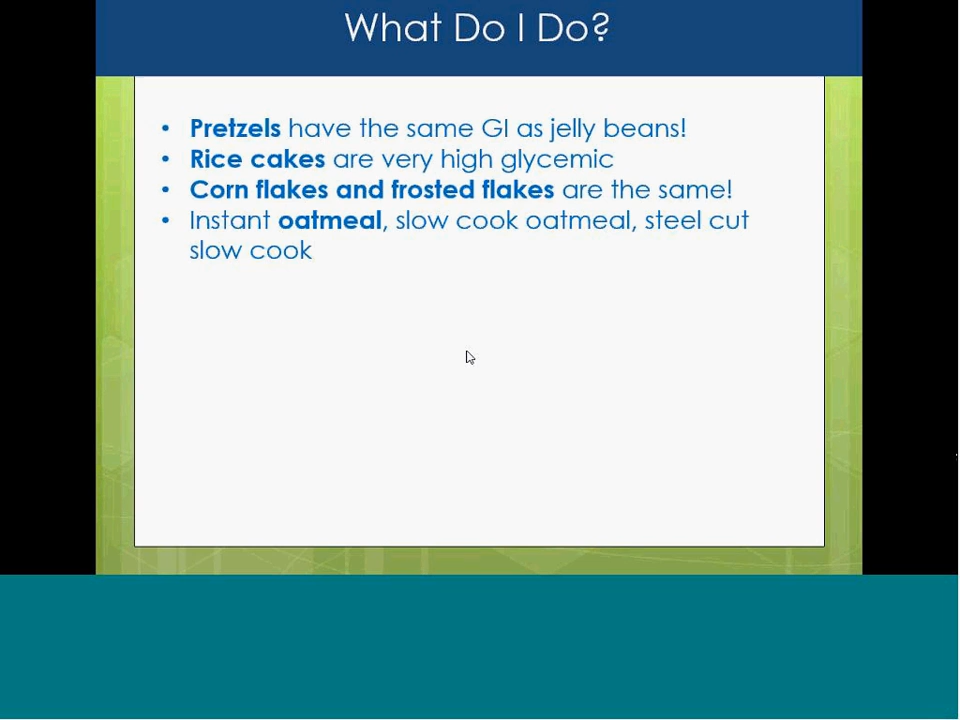 What Do I Do?
• Pretzels have the same GI as jelly beans!
• Rice cakes are very high glycemic
• Corn flakes and frosted flakes are the same!
• Instant oatmeal, slow cook oatmeal, steel cut
slow cook